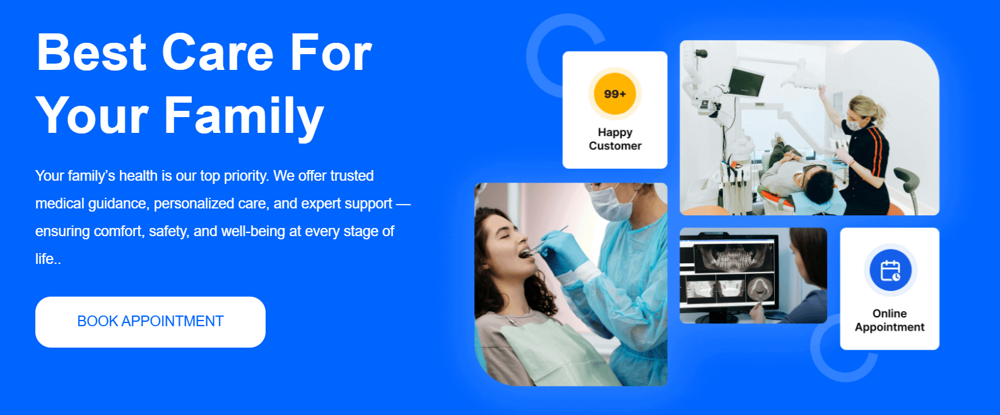 Best Care For
Your Family
Your family’s health is our top priority. We offer trusted
medical guidance, personalized care, and expert support —
ensuring comfort, safety, and well-being at every stage of
life..
BOOK APPOINTMENT
99+
Happy
Customer
Online
Appointment